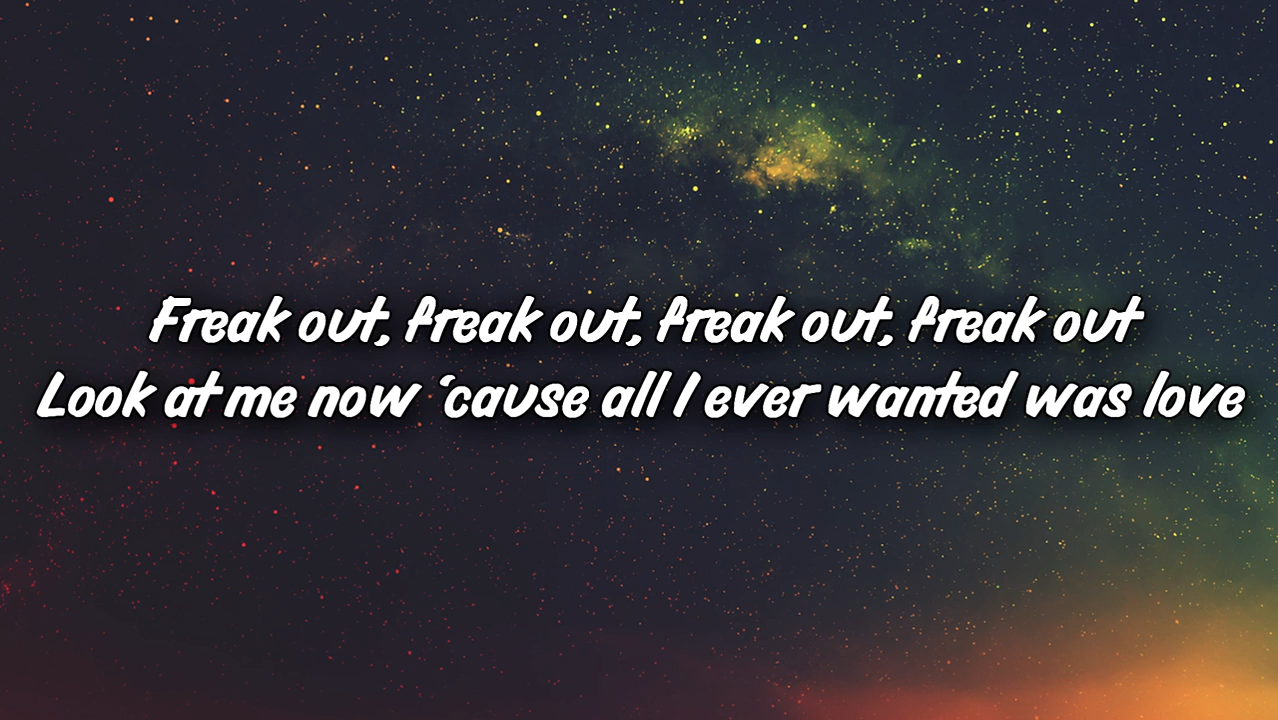 Freak out, freak out, freak out, freak out
Look at me now ‘cause all I ever wanted was love